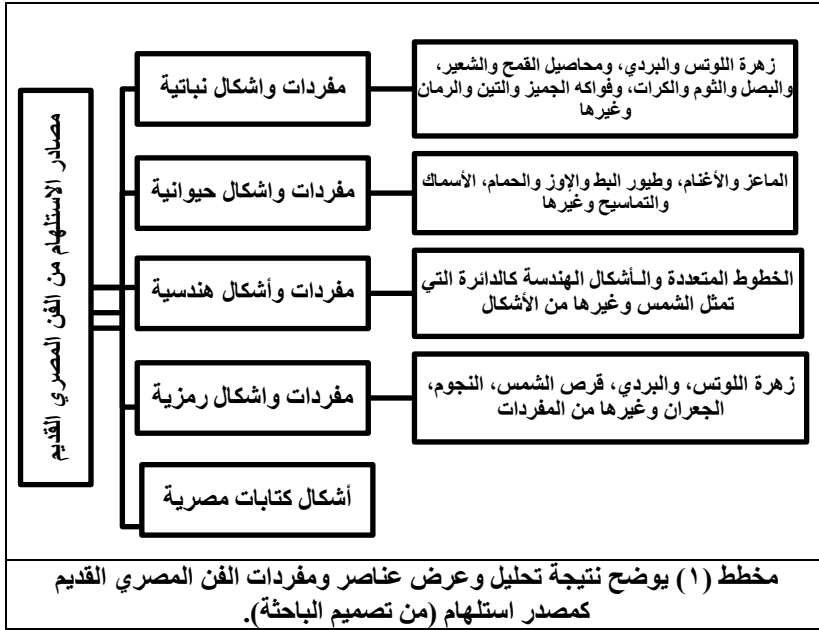 مصادر الاستلهام من الفن المصري القديم
مفردات واشكال نباتية
زهرة اللوتس والبردي، ومحاصيل القمح والشعير،
والبصل والثوم والكرات، وفواكه الجميز والتين والرمان
وغيرها
مفردات واشكال حيوانية
الماعز والأغنام، وطيور البط والإوز والحمام، الأسماك
والتماسيح وغيرها
مفردات وأشكال هندسية
الخطوط المتعددة والـأشكال الهندسة كالدائرة التي
تمثل الشمس وغيرها من الأشكال
مفردات واشكال رمزية
زهرة اللوتس، والبردي، قرص الشمس، النجوم،
الجعران وغيرها من المفردات
أشكال كتابات مصرية
مخطط (١) يوضح نتيجة تحليل وعرض عناصر ومفردات الفن المصري القديم
كمصدر استلهام (من تصميم الباحثة).